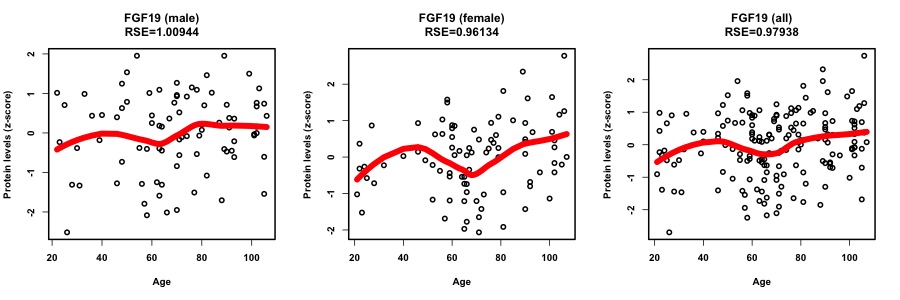 FGF19 (male)
RSE=1.00944
Protein levels (z-score)
2
1
0
-1
-2
20 40 60 80 100
Age
FGF19 (female)
RSE=0.96134
Protein levels (z-score)
2
1
0
-1
-2
20 40 60 80 100
Age
FGF19 (all)
RSE=0.97938
Protein levels (z-score)
2
1
0
-1
-2
20 40 60 80 100
Age